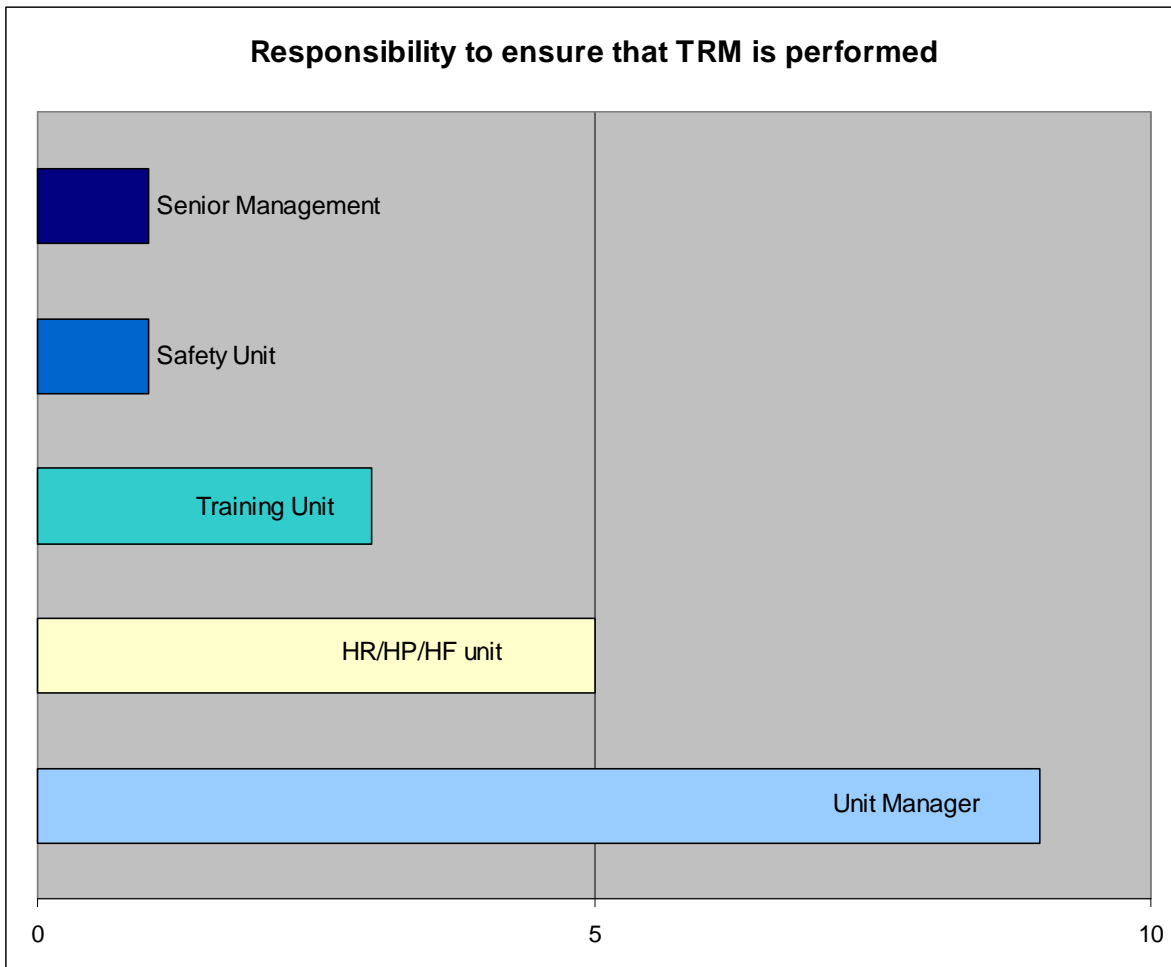 Responsibility to ensure that TRM is performed
Senior Management
Safety Unit
Training Unit
HR/HP/HF unit
Unit Manager
0 5 10